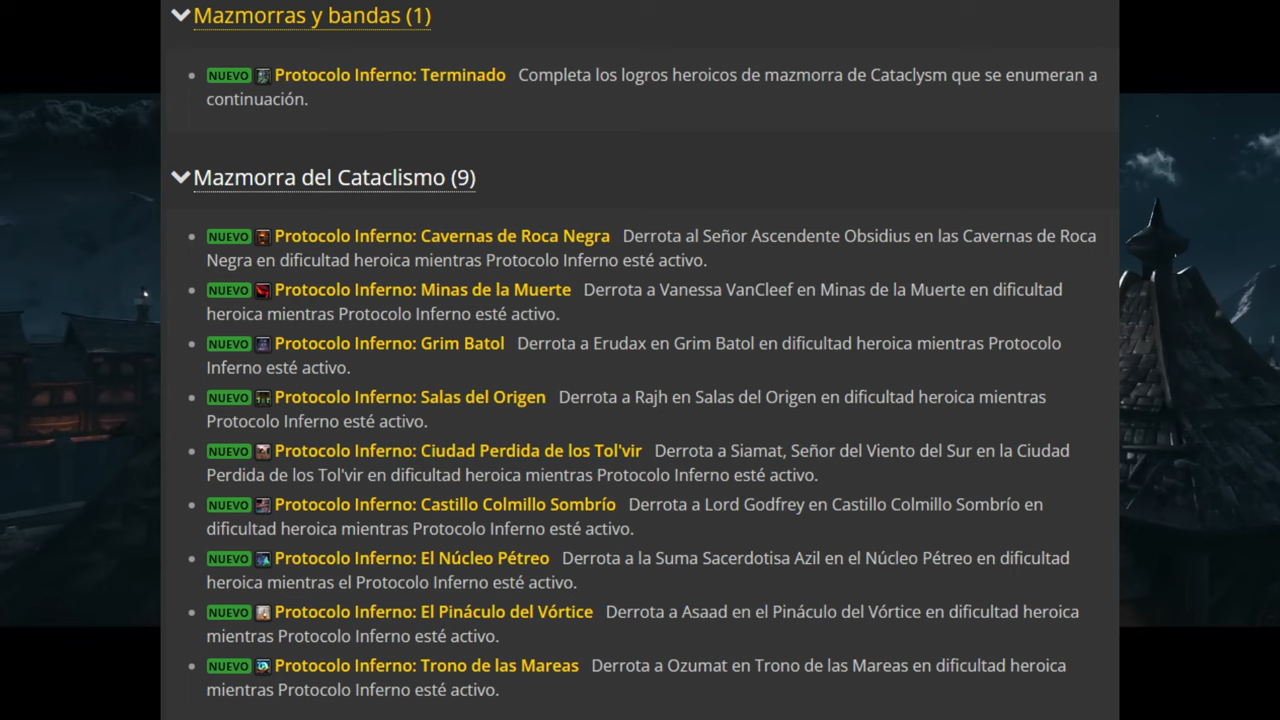 Mazmorras y bandas (1)
NUEVO Protocolo Inferno: Terminado Completa los logros heroicos de mazmorra de Cataclysm que se enumeran a
continuación.
Mazmorra del Cataclismo (9)
NUEVO Protocolo Inferno: Cavernas de Roca Negra Derrota al Señor Ascendente Obsidius en las Cavernas de Roca
Negra en dificultad heroica mientras Protocolo Inferno esté activo.
NUEVO Protocolo Inferno: Minas de la Muerte Derrota a Vanessa VanCleef en Minas de la Muerte en dificultad
heroica mientras Protocolo Inferno esté activo.
NUEVO Protocolo Inferno: Grim Batol Derrota a Erudax en Grim Batol en dificultad heroica mientras Protocolo
Inferno esté activo.
NUEVO Protocolo Inferno: Salas del Origen Derrota a Rajh en Salas del Origen en dificultad heroica mientras
Protocolo Inferno esté activo.
NUEVO Protocolo Inferno: Ciudad Perdida de los Tol'vir Derrota a Siamat, Señor del Viento del Sur en la Ciudad
Perdida de los Tol'vir en dificultad heroica mientras Protocolo Inferno esté activo.
NUEVO Protocolo Inferno: Castillo Colmillo Sombrío Derrota a Lord Godfrey en Castillo Colmillo Sombrío en
dificultad heroica mientras Protocolo Inferno esté activo.
NUEVO Protocolo Inferno: El Núcleo Pétreo Derrota a la Suma Sacerdotisa Azil en el Núcleo Pétreo en dificultad
heroica mientras el Protocolo Inferno esté activo.
NUEVO Protocolo Inferno: El Pináculo del Vórtice Derrota a Asaad en el Pináculo del Vórtice en dificultad heroica
mientras Protocolo Inferno esté activo.
NUEVO Protocolo Inferno: Trono de las Mareas Derrota a Ozumat en Trono de las Mareas en dificultad heroica
mientras Protocolo Inferno esté activo.